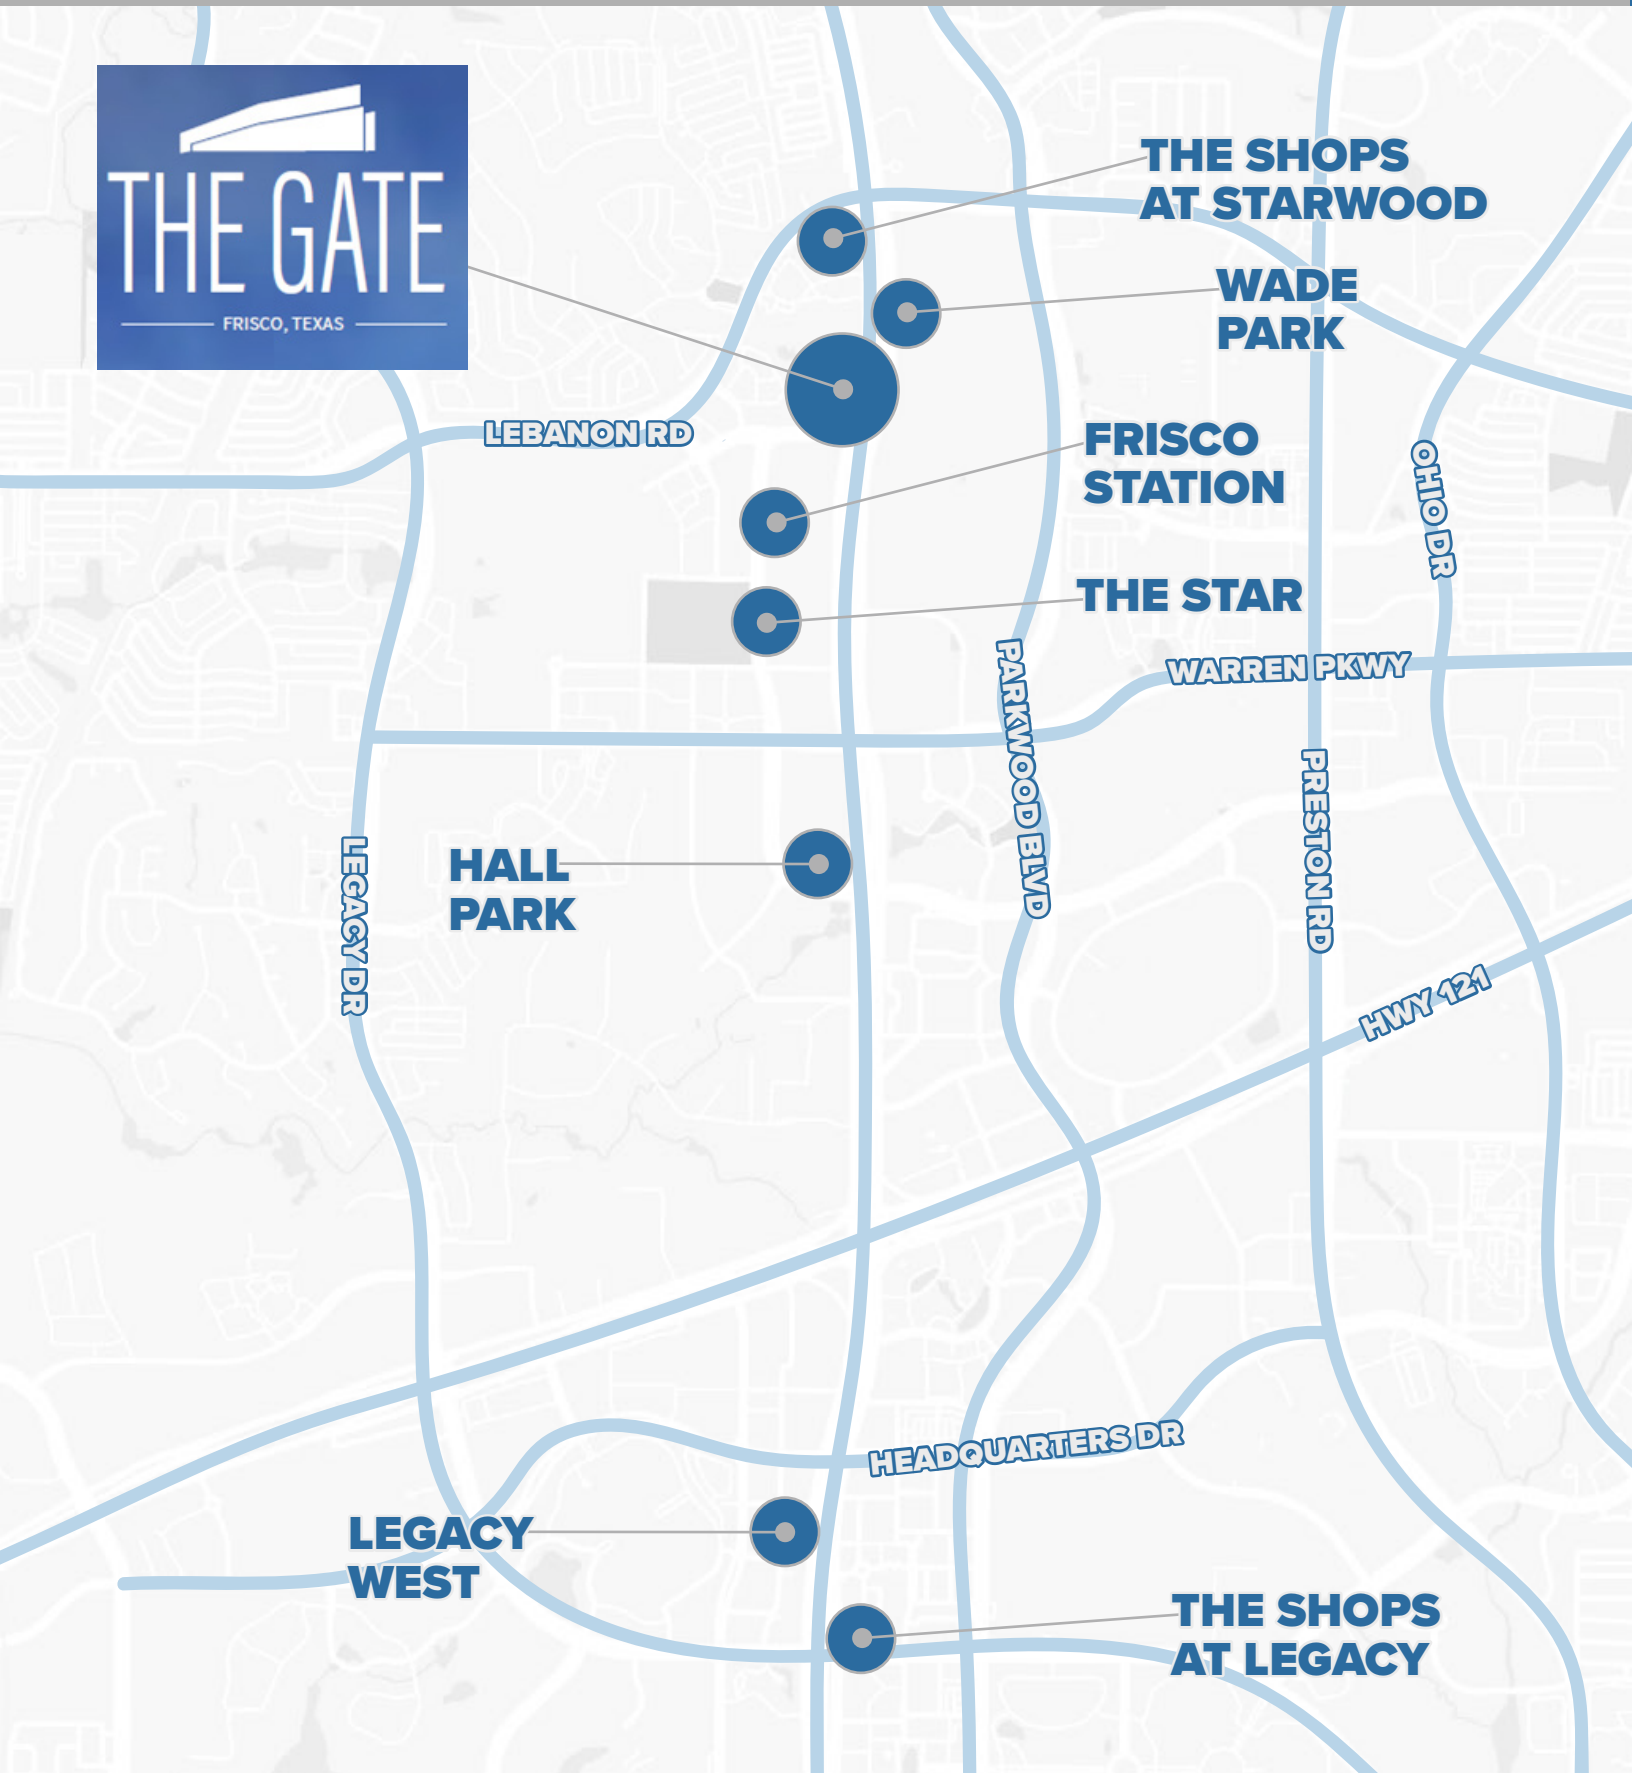 THE GATE
FRISCO, TEXAS
THE SHOPS
AT STARWOOD
WADE
PARK
LEBANON RD
FRISCO
STATION
OHIO DR
THE STAR
WARREN PKWY
PARKWOOD BLVD
PRESTON RD
LEGACY DR
HALL
PARK
HWY 121
HEADQUARTERS DR
LEGACY
WEST
THE SHOPS
AT LEGACY